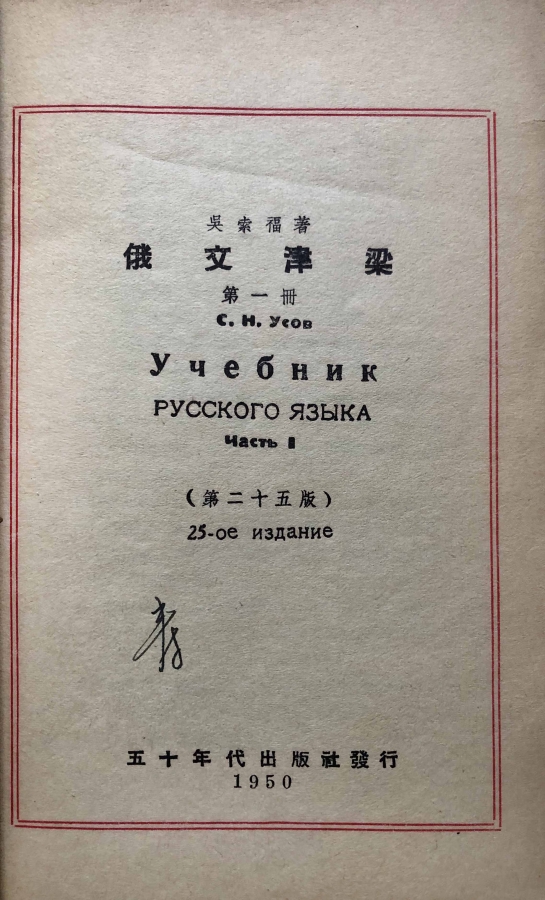 吳索福著
俄文津梁
第一冊
С. Н. Усов
Учебник
РУССКОГО ЯЗЫКА
Часть I
(第二十五版)
25-ое издание
五十年代出版社發行
1950